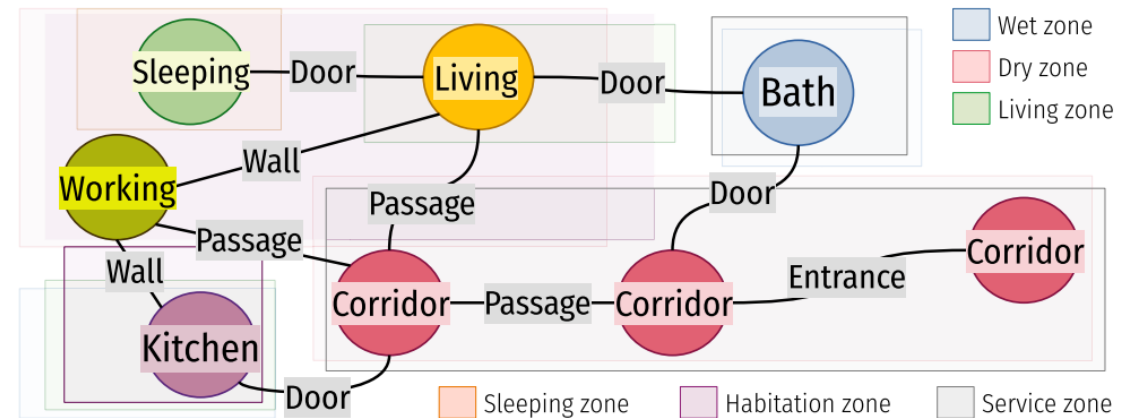 Sleeping
Door
Living
Door
Bath
Wet zone
Dry zone
Living zone
Working
Wall
Passage
Door
Passage
Wall
Corridor
Passage
Corridor
Entrance
Corridor
Kitchen
Door
Sleeping zone
Habitation zone
Service zone